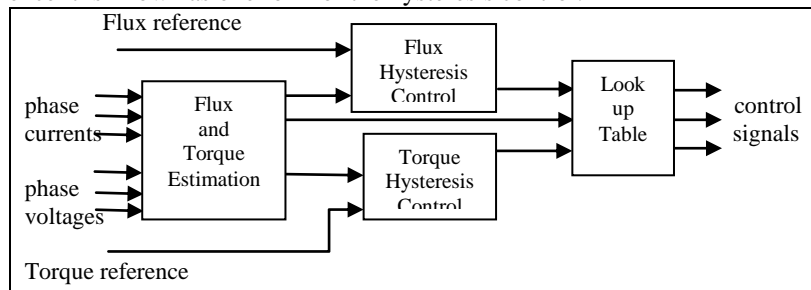 Flux reference
Flux
Hysteresis
Control
phase
currents
phase
voltages
Flux
and
Torque
Estimation
Torque
Hysteresis
Control
Look
up
Table
control
signals
Torque reference